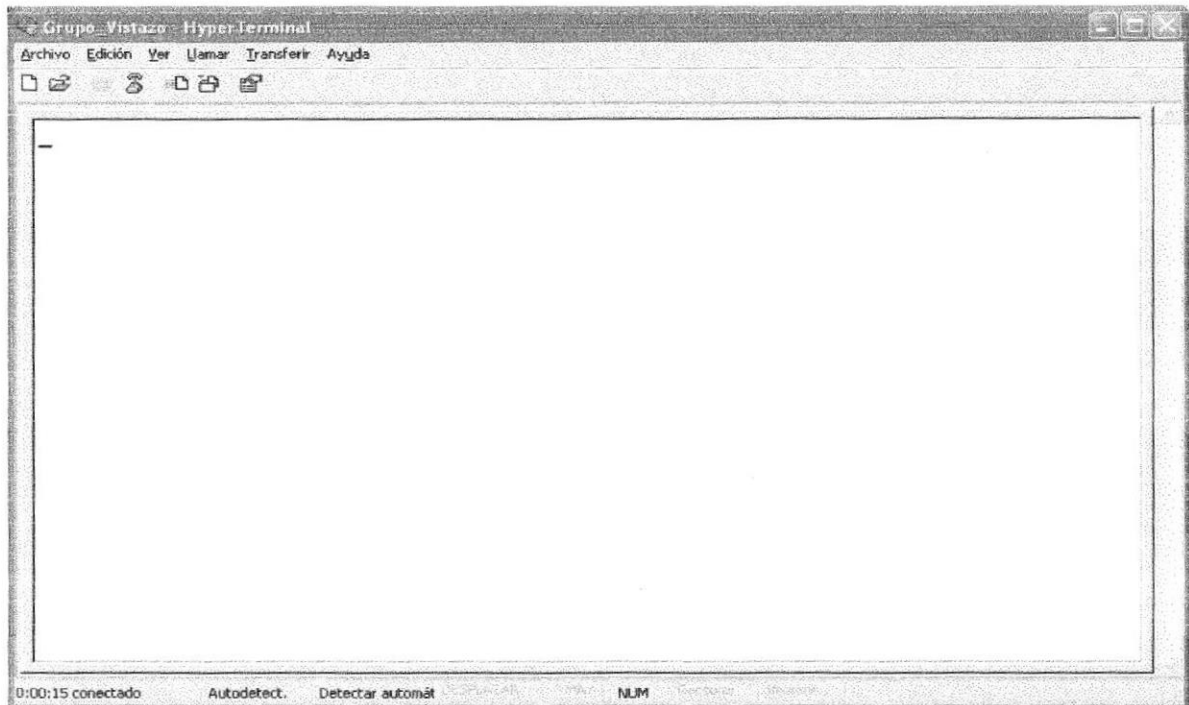 Grupo_Vistazo - HyperTerminal
Archivo Edición Ver Llamar Transferir Ayuda
0:00:15 conectado Autodetect. Detectar automát NUM